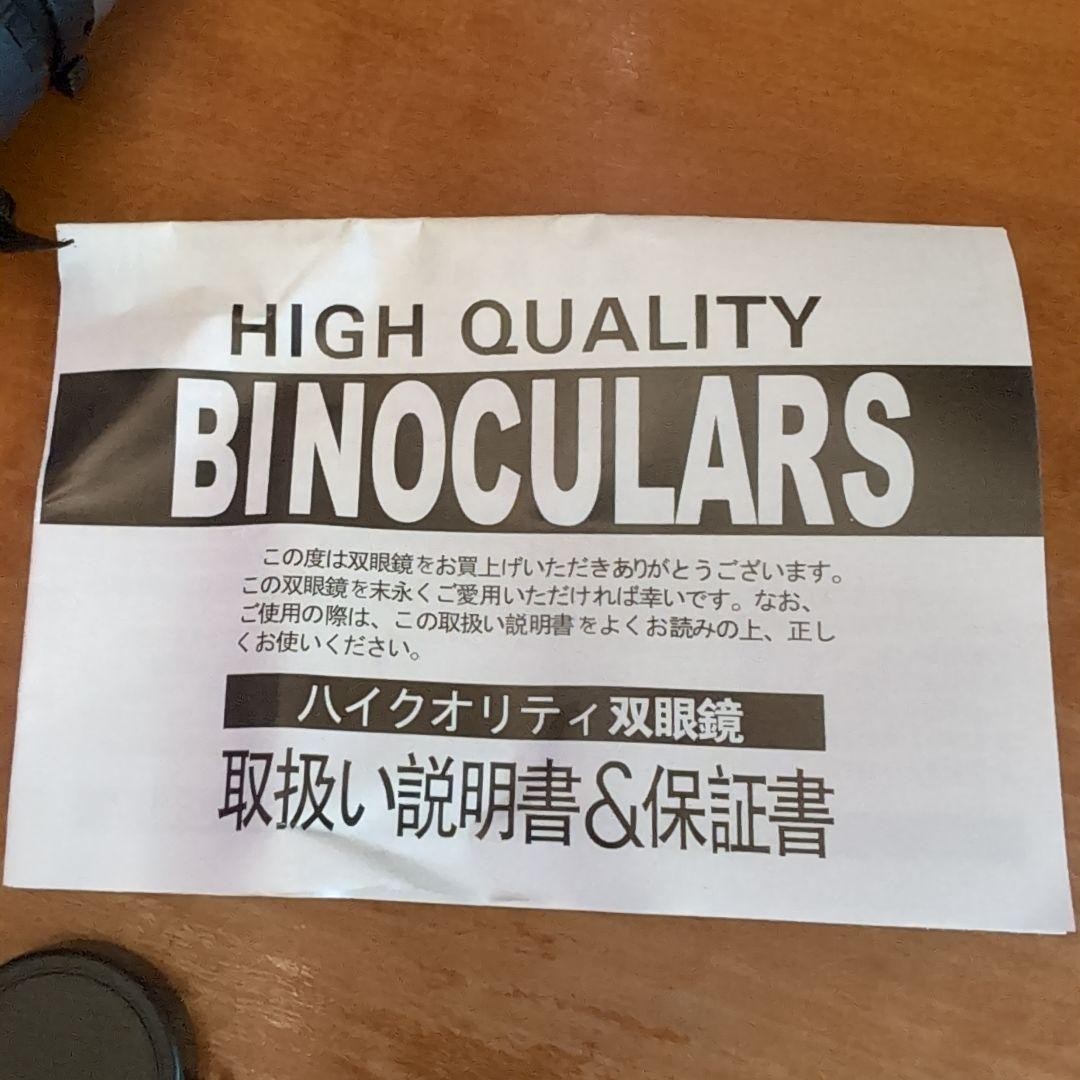 HIGH QUALITY
BINOCULARS
この度は双眼鏡をお買上げいただきありがとうございます。
この双眼鏡を末永くご愛用いただければ幸いです。なお、
ご使用の際は、この取扱い説明書をよくお読みの上、正し
くお使いください。
ハイクオリティ双眼鏡
取扱い説明書&保証書